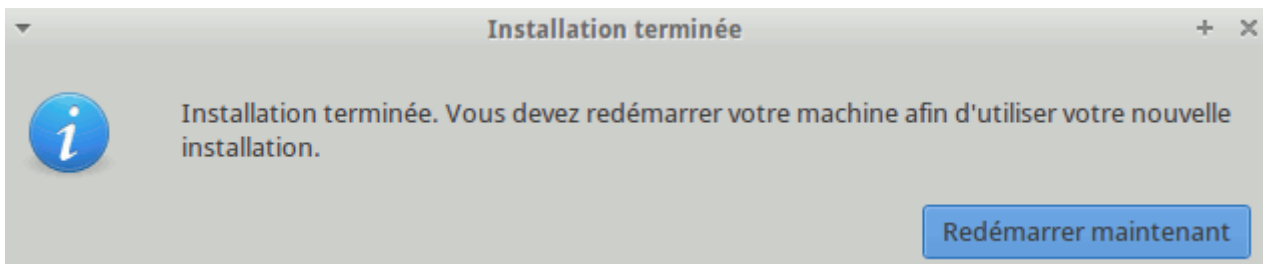 Installation terminée
Installation terminée. Vous devez redémarrer votre machine afin d'utiliser votre nouvelle
installation.
Redémarrer maintenant